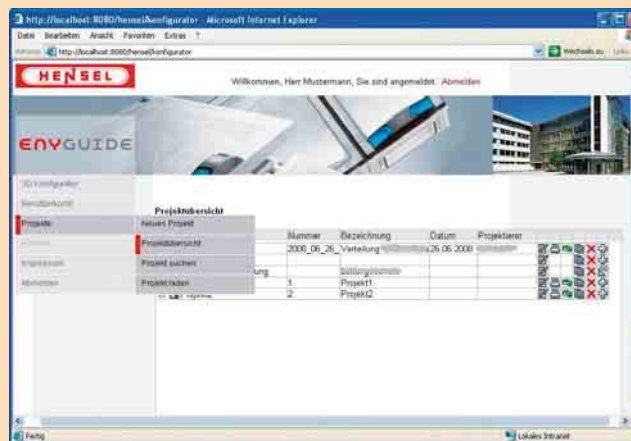 http://localhost:8080/hensel/konfigurator - Microsoft Internet Explorer
Datei Bearbeiten Ansicht Favoriten Extras ?
http://localhost:8080/hensel/konfigurator Wechseln zu Links
HENSEL
Willkommen, Herr Mustermann, Sie sind angemeldet. Abmelden
ENYGUIDE
3D Konfigurator
Benutzerkonto
Projektübersicht
Projekte Neues Projekt
Nummer Bezeichnung Datum Projektierer
Projektübersicht 2008_06_26_ Verteilung 26.06.2008
Impressum Projekt suchen ung
Abmelden Projekt laden 1 Projekt1
2 Projekt2
Fertig Lokales Intranet